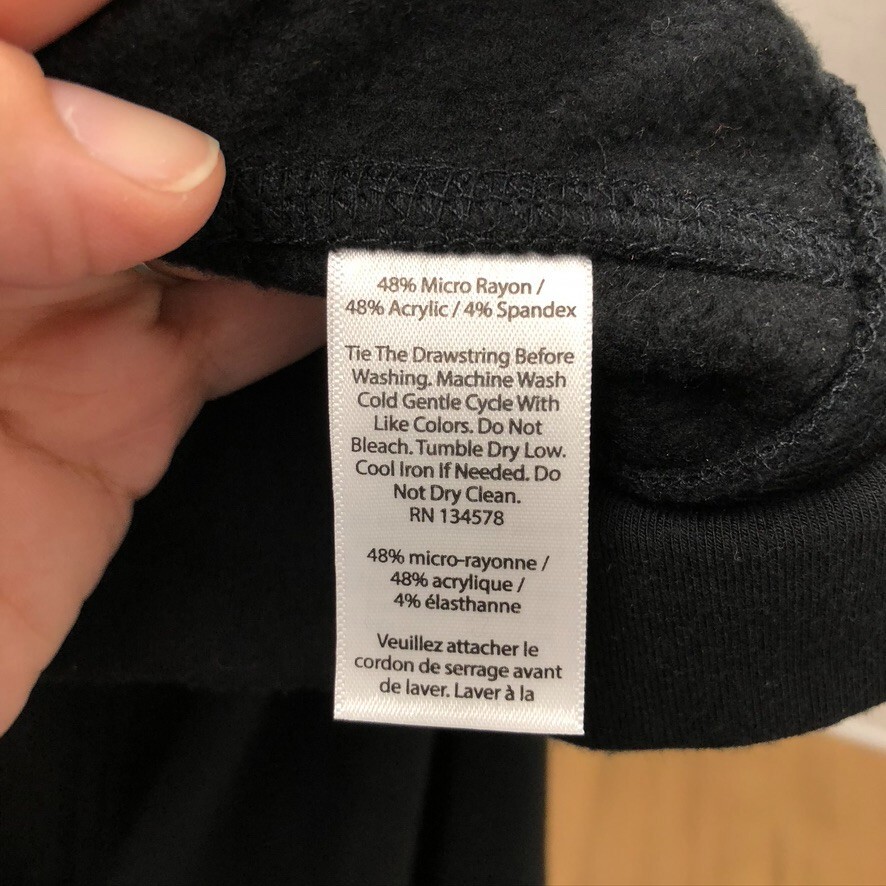 48% Micro Rayon /
48% Acrylic / 4% Spandex
Tie The Drawstring Before
Washing. Machine Wash
Cold Gentle Cycle With
Like Colors. Do Not
Bleach. Tumble Dry Low.
Cool Iron If Needed. Do
Not Dry Clean.
RN 134578
48% micro-rayonne /
48% acrylique /
4% élasthanne
Veuillez attacher le
cordon de serrage avant
de laver. Laver à la